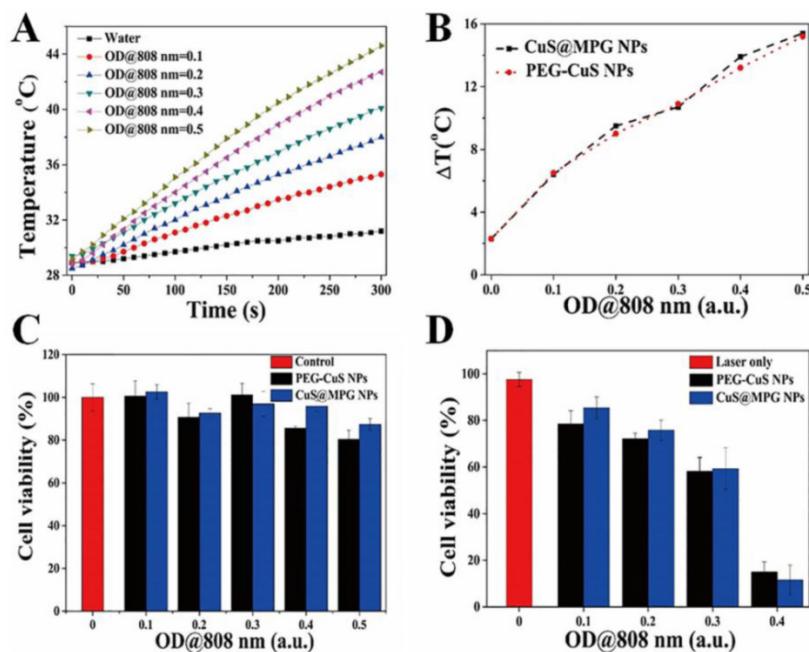 A
Water
OD@808 nm=0.1
OD@808 nm=0.2
OD@808 nm=0.3
OD@808 nm=0.4
OD@808 nm=0.5
Temperature (°C)
44
40
36
32
28
0 50 100 150 200 250 300
Time (s)
B
CuS@MPG NPs
PEG-CuS NPs
ΔT(°C)
16
12
8
4
0
0.0 0.1 0.2 0.3 0.4 0.5
OD@808 nm (a.u.)
C
Control
PEG-CuS NPs
CuS@MPG NPs
Cell viability (%)
120
100
80
60
40
20
0
0 0.1 0.2 0.3 0.4 0.5
OD@808 nm (a.u.)
D
Laser only
PEG-CuS NPs
CuS@MPG NPs
Cell viability (%)
100
80
60
40
20
0
0 0.1 0.2 0.3 0.4
OD@808 nm (a.u.)